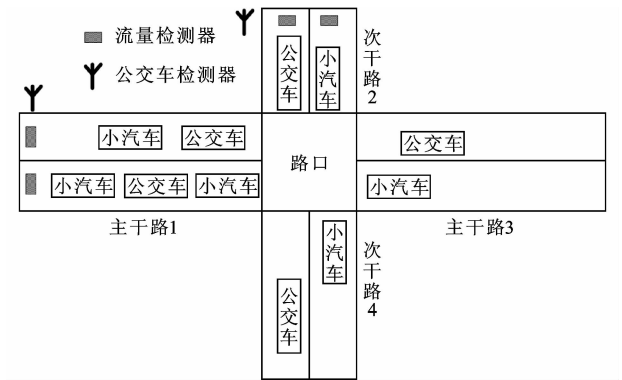 流量检测器
公交车检测器
公交车
小汽车
次干路2
小汽车
公交车
公交车
路口
小汽车
公交车
小汽车
小汽车
主干路1
主干路3
小汽车
次干路4
公交车